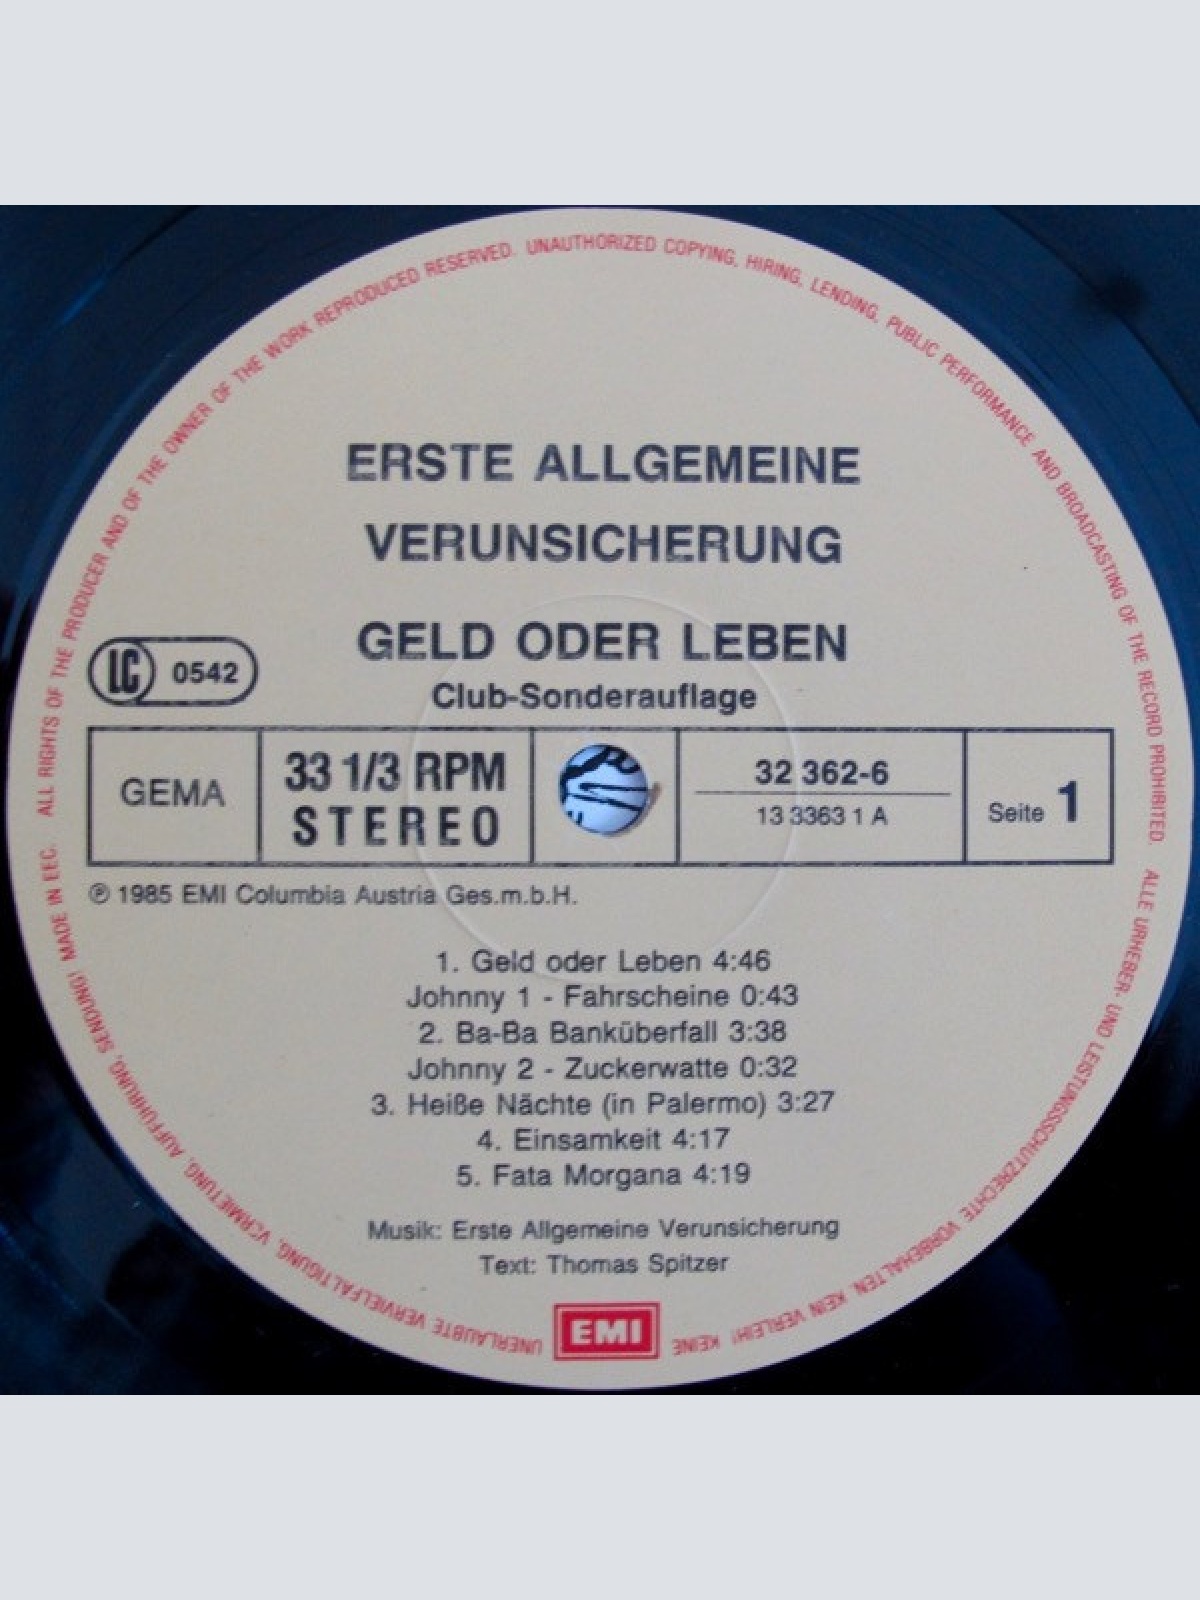 ALL RIGHTS OF THE PRODUCER AND OF THE OWNER OF THE WORK REPRODUCED RESERVED. UNAUTHORIZED COPYING, HIRING, LENDING, PUBLIC PERFORMANCE AND BROADCASTING OF THE RECORD PROHIBITED.
ALLE URHEBER- UND LEISTUNGSSCHUTZRECHTE VORBEHALTEN. KEIN VERLEIH! KEINE UNERLAUBTE VERVIELFÄLTIGUNG, VERMIETUNG, AUFFÜHRUNG, SENDUNG! MADE IN EEC.
ERSTE ALLGEMEINE
VERUNSICHERUNG
GELD ODER LEBEN
Club-Sonderauflage
LC 0542
GEMA
33 1/3 RPM
STEREO
32 362-6
13 3363 1 A
Seite 1
℗ 1985 EMI Columbia Austria Ges.m.b.H.
1. Geld oder Leben 4:46
Johnny 1 - Fahrscheine 0:43
2. Ba-Ba Banküberfall 3:38
Johnny 2 - Zuckerwatte 0:32
3. Heiße Nächte (in Palermo) 3:27
4. Einsamkeit 4:17
5. Fata Morgana 4:19
Musik: Erste Allgemeine Verunsicherung
Text: Thomas Spitzer
EMI